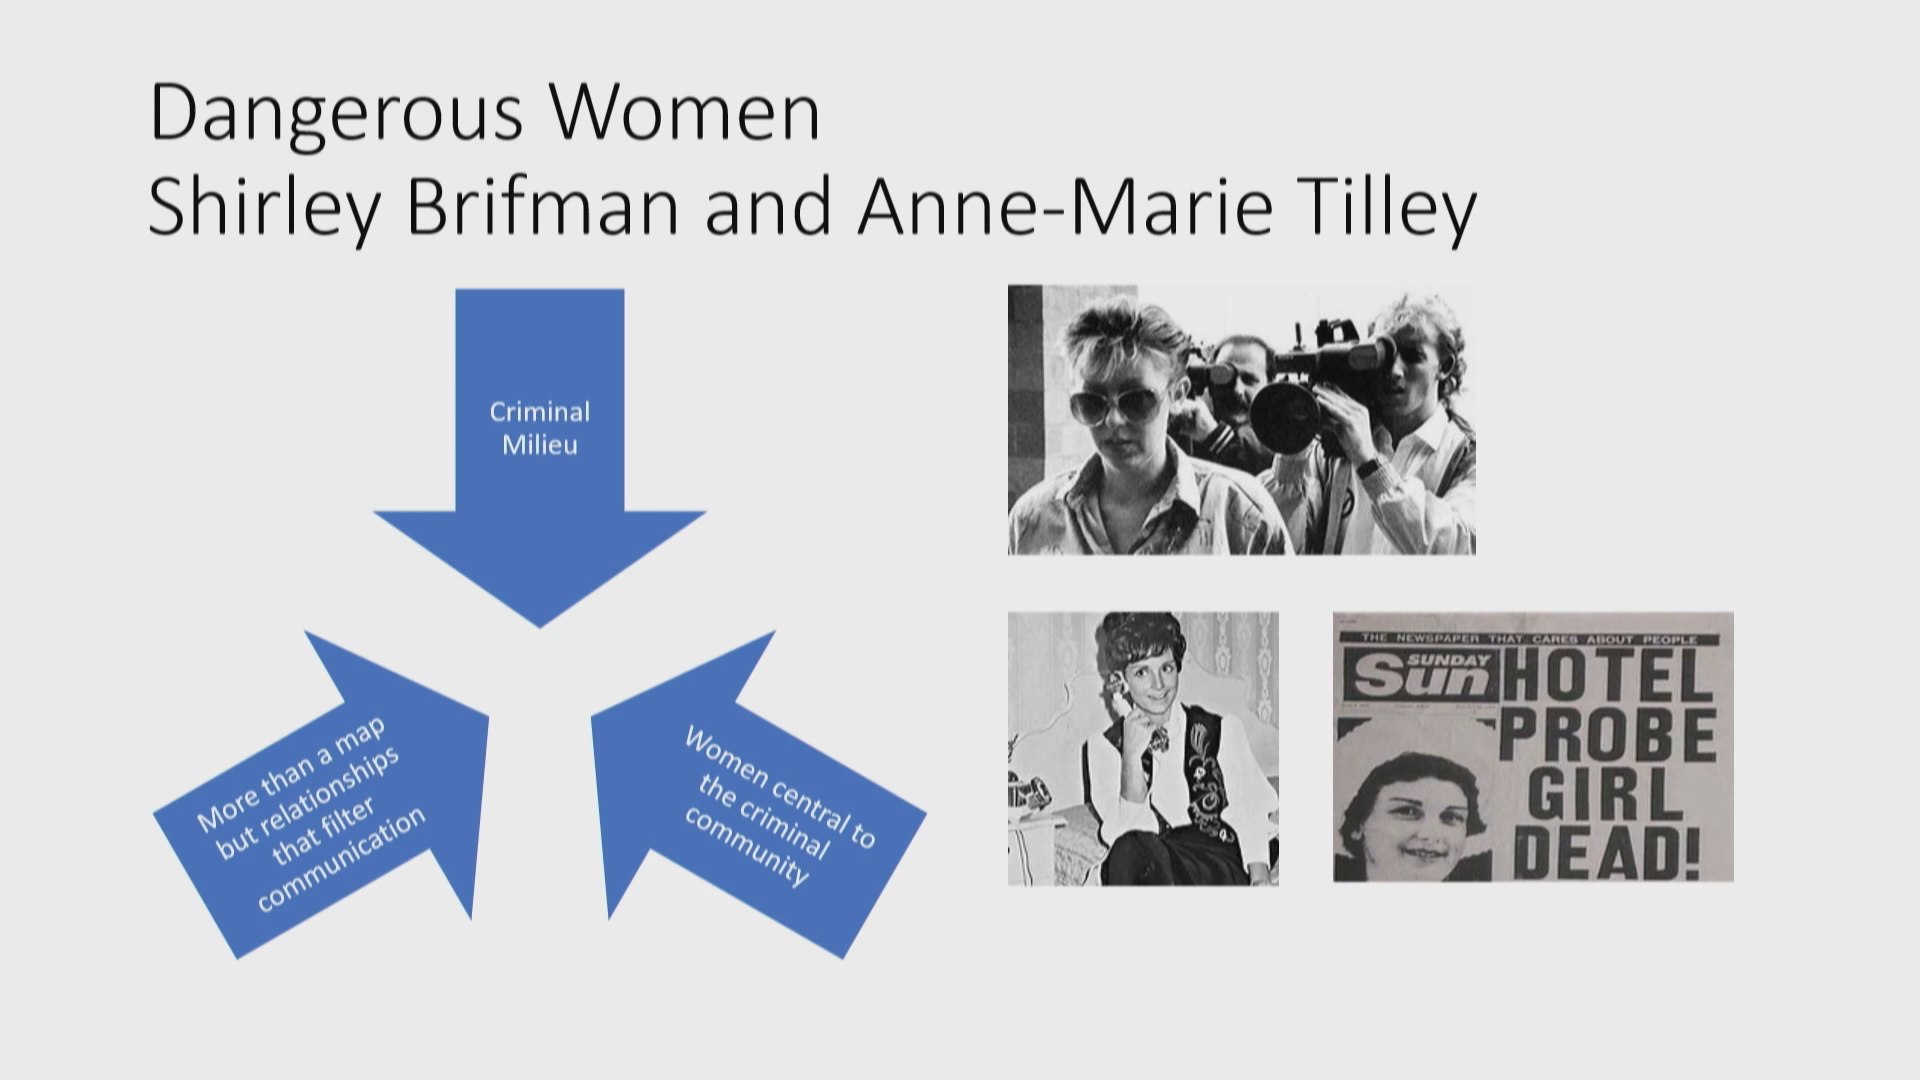 Dangerous Women
Shirley Brifman and Anne-Marie Tilley
Criminal
Milieu
More than a map
but relationships
that filter
communication
Women central to
the criminal
community
THE NEWSPAPER THAT CARES ABOUT PEOPLE
SUNDAY
Sun
HOTEL
PROBE
GIRL
DEAD!